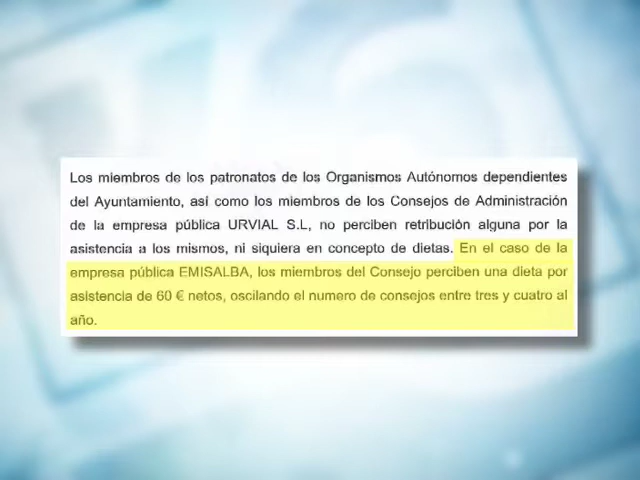 Los miembros de los patronatos de los Organismos Autónomos dependientes
del Ayuntamiento, así como los miembros de los Consejos de Administración
de la empresa pública URVIAL S.L, no perciben retribución alguna por la
asistencia a los mismos, ni siquiera en concepto de dietas. En el caso de la
empresa pública EMISALBA, los miembros del Consejo perciben una dieta por
asistencia de 60 € netos, oscilando el numero de consejos entre tres y cuatro al
año.